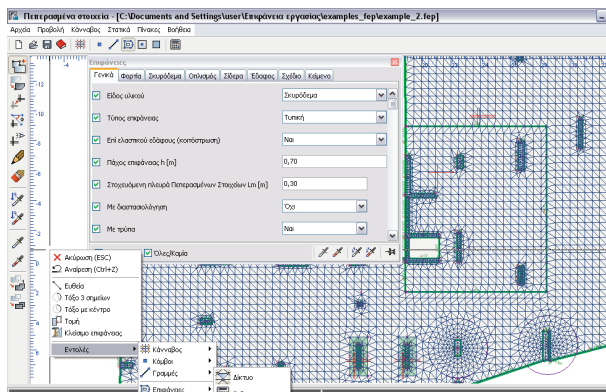 Πεπερασμένα στοιχεία - [C:\Documents and Settings\user\Επιφάνεια εργασίας\examples_fep\example_2.fep]
Αρχεία Προβολή Κάνναβος Στατικά Πίνακες Βοήθεια
Επιφάνειες
Γενικά Φορτία Σκυρόδεμα Οπλισμός Σίδερα Έδαφος Σχέδιο Κείμενο
Είδος υλικού Σκυρόδεμα
Τύπος επιφάνειας Τυπική
Επί ελαστικού εδάφους (κοιτόστρωση) Ναι
Πάχος επιφάνειας h [m] 0,70
Στοχευόμενη πλευρά Πεπερασμένων Στοιχείων Lm [m] 0,30
Με διαστασιολόγηση Όχι
Με τρύπα Ναι
Όλες/Καμία
Ακύρωση (ESC)
Αναίρεση (Ctrl+Z)
Ευθεία
Τόξο 3 σημείων
Τόξο με κέντρο
Τομή
Κλείσιμο επιφάνειας
Εντολές
Κάνναβος
Κόμβοι
Γραμμές
Επιφάνειες
Δίκτυο